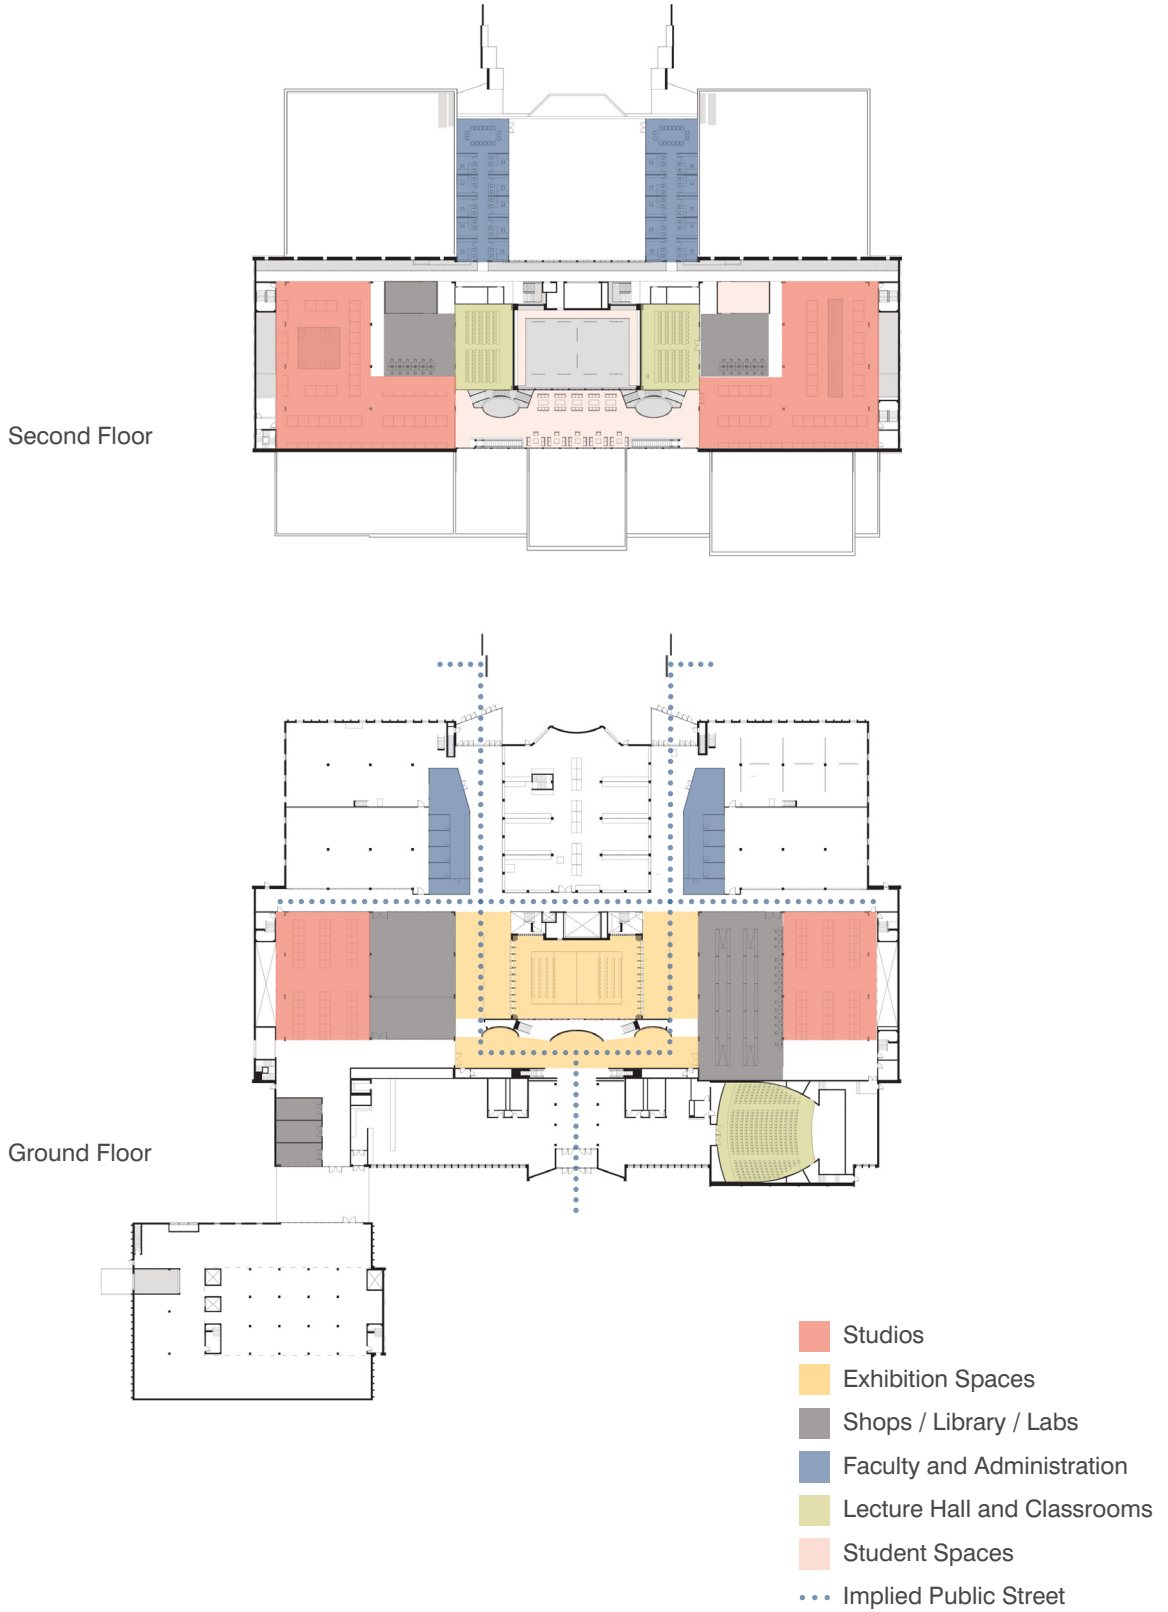 Second Floor
Ground Floor
Studios
Exhibition Spaces
Shops / Library / Labs
Faculty and Administration
Lecture Hall and Classrooms
Student Spaces
Implied Public Street